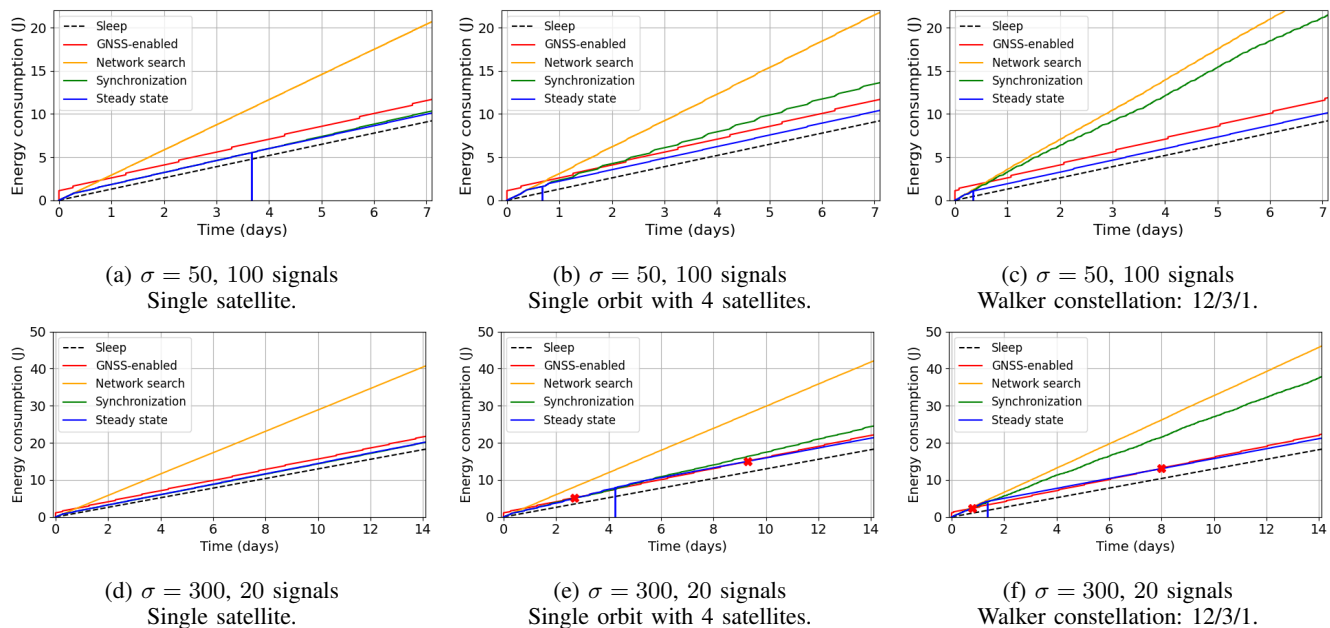 Energy consumption (J)
20
15
10
5
0
Sleep
GNSS-enabled
Network search
Synchronization
Steady state
0 1 2 3 4 5 6 7
Time (days)
(a) σ = 50, 100 signals
Single satellite.
Energy consumption (J)
20
15
10
5
0
Sleep
GNSS-enabled
Network search
Synchronization
Steady state
0 1 2 3 4 5 6 7
Time (days)
(b) σ = 50, 100 signals
Single orbit with 4 satellites.
Energy consumption (J)
20
15
10
5
0
Sleep
GNSS-enabled
Network search
Synchronization
Steady state
0 1 2 3 4 5 6 7
Time (days)
(c) σ = 50, 100 signals
Walker constellation: 12/3/1.
Energy consumption (J)
50
40
30
20
10
0
Sleep
GNSS-enabled
Network search
Synchronization
Steady state
0 2 4 6 8 10 12 14
Time (days)
(d) σ = 300, 20 signals
Single satellite.
Energy consumption (J)
50
40
30
20
10
0
Sleep
GNSS-enabled
Network search
Synchronization
Steady state
0 2 4 6 8 10 12 14
Time (days)
(e) σ = 300, 20 signals
Single orbit with 4 satellites.
Energy consumption (J)
50
40
30
20
10
0
Sleep
GNSS-enabled
Network search
Synchronization
Steady state
0 2 4 6 8 10 12 14
Time (days)
(f) σ = 300, 20 signals
Walker constellation: 12/3/1.